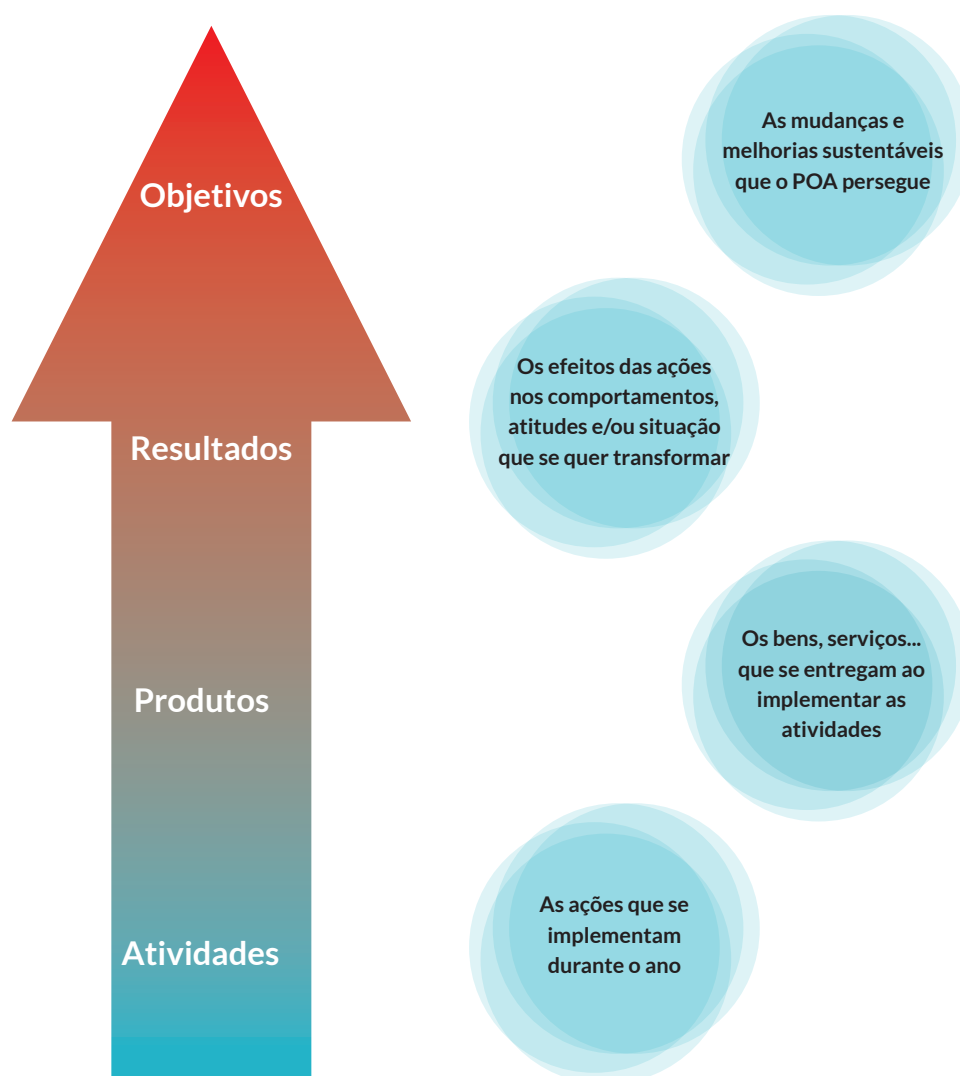 Objetivos
As mudanças e
melhorias sustentáveis
que o POA persegue
Resultados
Os efeitos das ações
nos comportamentos,
atitudes e/ou situação
que se quer transformar
Produtos
Os bens, serviços...
que se entregam ao
implementar as
atividades
Atividades
As ações que se
implementam
durante o ano